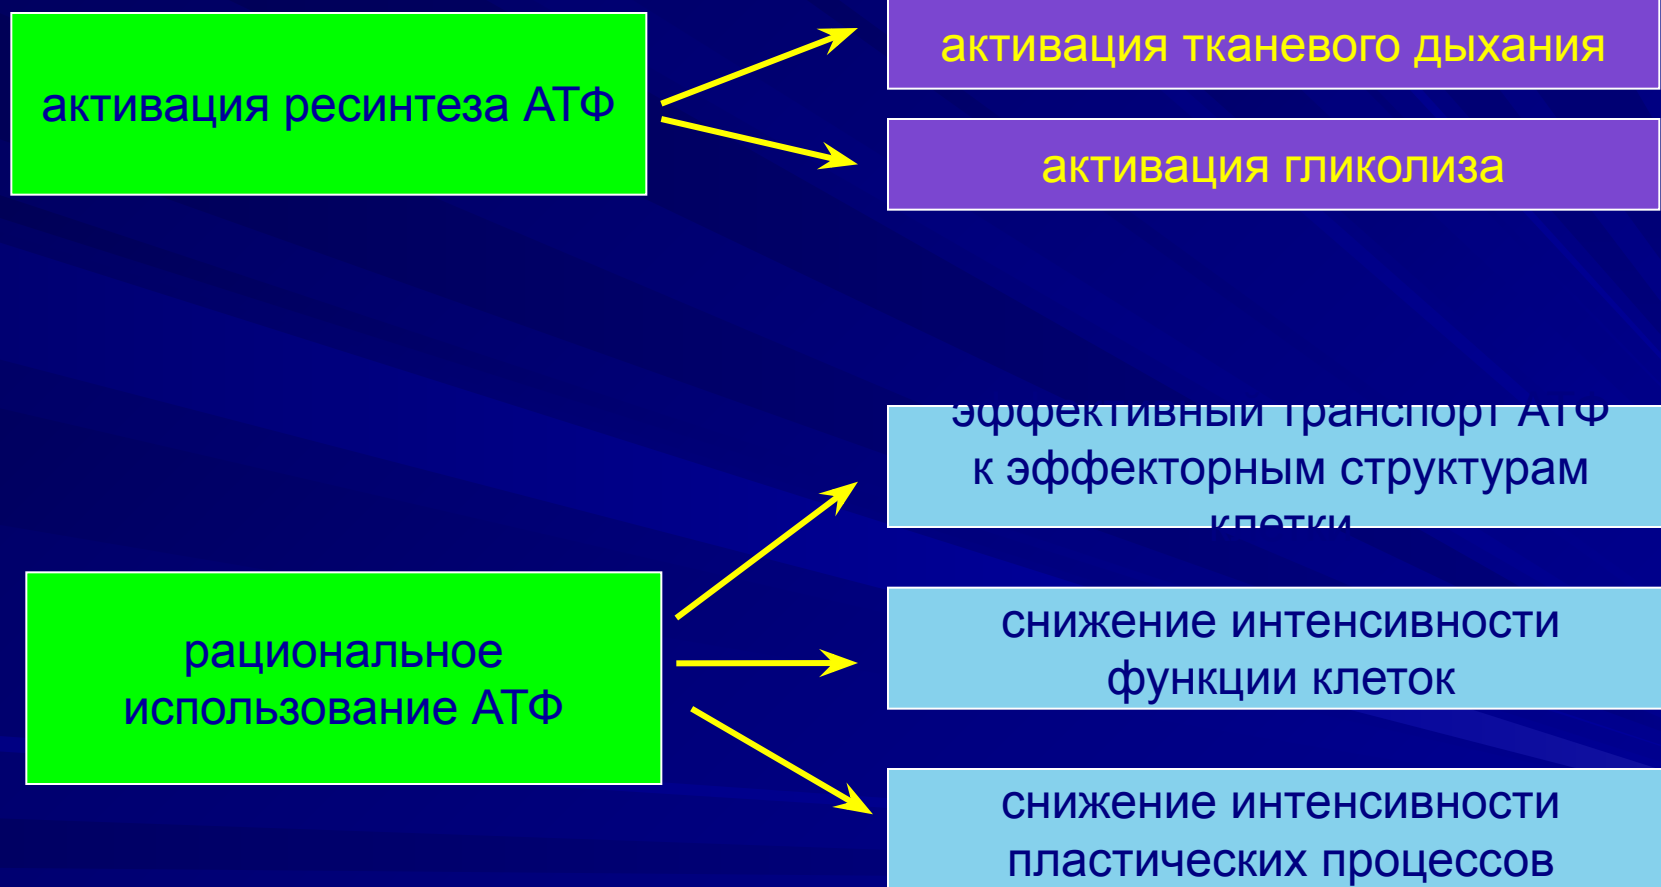 активация ресинтеза АТФ
активация тканевого дыхания
активация гликолиза
рациональное
использование АТФ
эффективный транспорт АТФ
к эффекторным структурам
клетки
снижение интенсивности
функции клеток
снижение интенсивности
пластических процессов